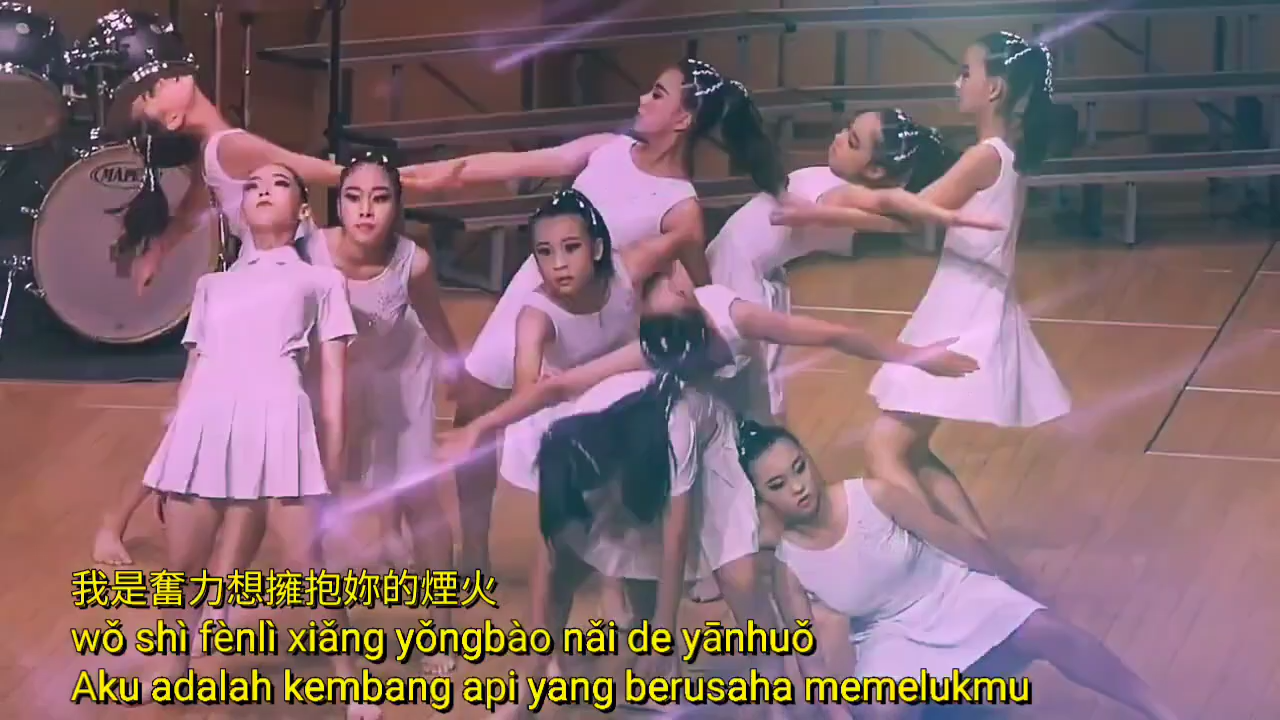 MAPEX
我是奮力想擁抱妳的煙火
wǒ shì fènlì xiǎng yǒngbào nǎi de yānhuǒ
Aku adalah kembang api yang berusaha memelukmu